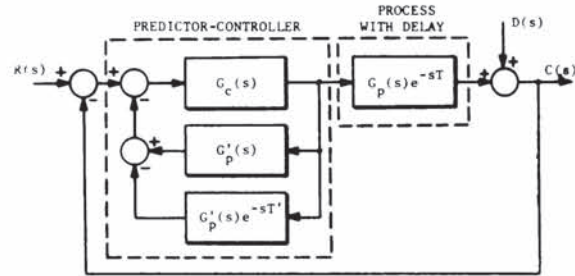 PROCESS
WITH DELAY
PREDICTOR-CONTROLLER
D(s)
R(s)
+
-
+
-
G_c(s)
G_p(s)e^{-sT}
+
+
C(s)
+
-
G'_p(s)
G'_p(s)e^{-sT'}